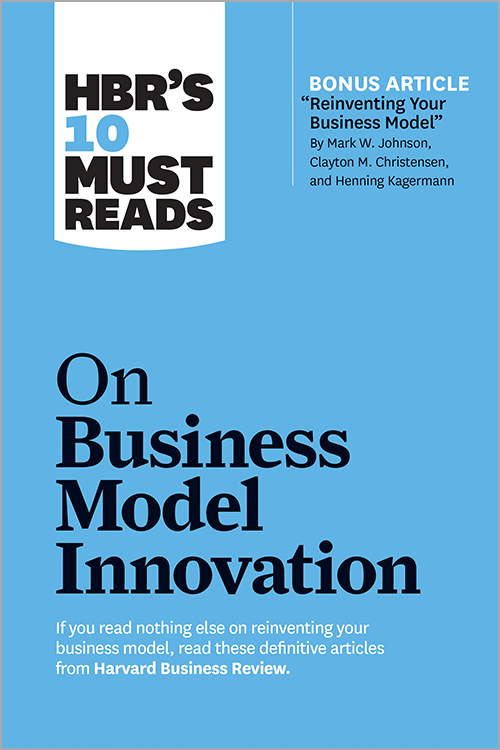 HBR'S
10
MUST
READS
BONUS ARTICLE
“Reinventing Your
Business Model”
By Mark W. Johnson,
Clayton M. Christensen,
and Henning Kagermann
On
Business
Model
Innovation
If you read nothing else on reinventing your
business model, read these definitive articles
from Harvard Business Review.